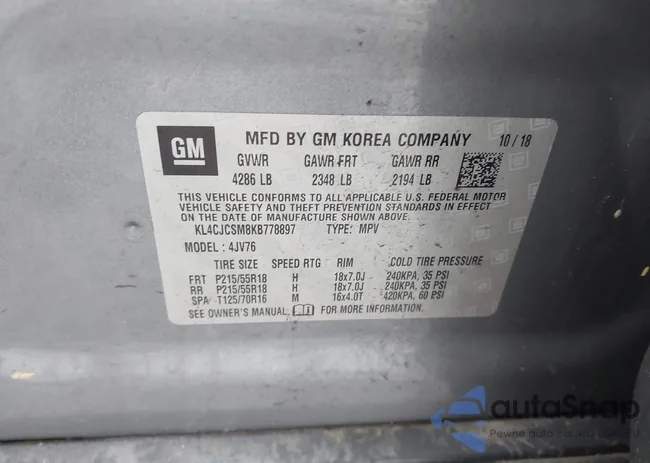 GM
MFD BY GM KOREA COMPANY 10/18
GVWR GAWR FRT GAWR RR
4286 LB 2348 LB 2194 LB
THIS VEHICLE CONFORMS TO ALL APPLICABLE U.S. FEDERAL MOTOR
VEHICLE SAFETY AND THEFT PREVENTION STANDARDS IN EFFECT ON
THE DATE OF MANUFACTURE SHOWN ABOVE.
KL4CJCSM8KB778897 TYPE: MPV
MODEL: 4JV76
TIRE SIZE SPEED RTG RIM COLD TIRE PRESSURE
FRT P215/55R18 H 18x7.0J 240KPA, 35 PSI
RR P215/55R18 H 18x7.0J 240KPA, 35 PSI
SPA T125/70R16 M 16x4.0T 420KPA, 60 PSI
SEE OWNER'S MANUAL FOR MORE INFORMATION.
autoSnap
Pewne auto z